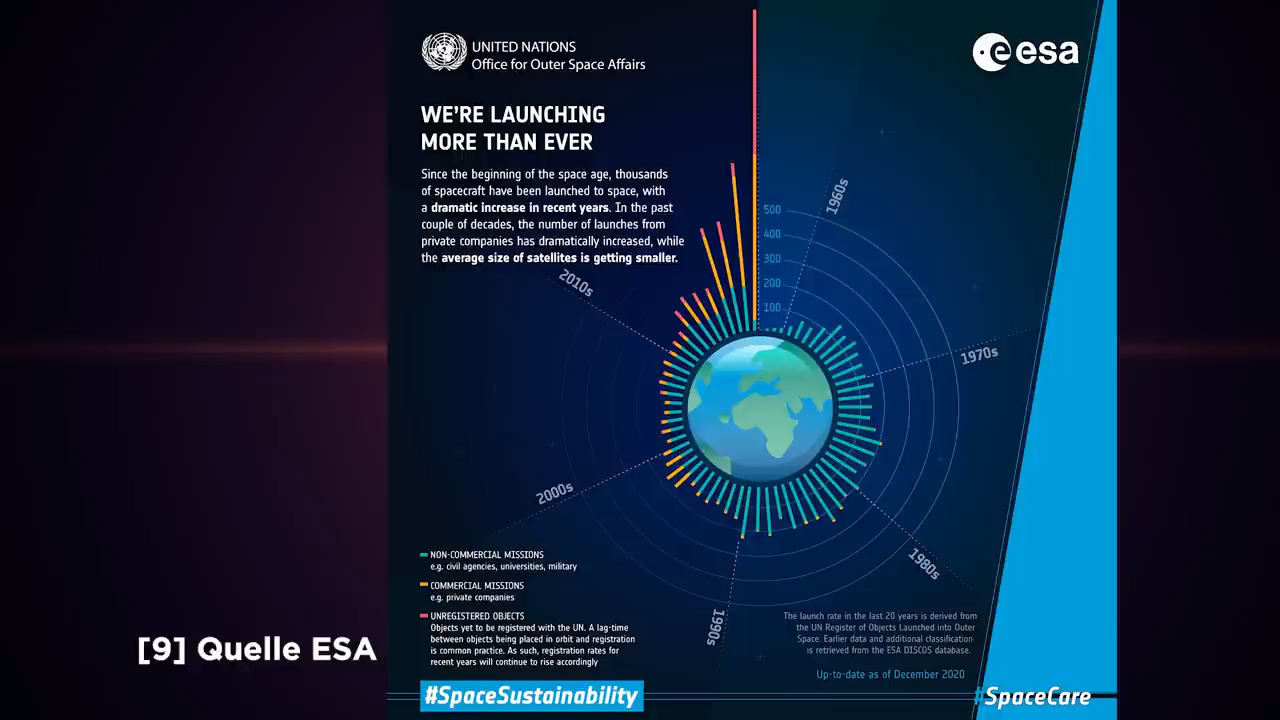 UNITED NATIONS
Office for Outer Space Affairs
esa
WE'RE LAUNCHING
MORE THAN EVER
Since the beginning of the space age, thousands
of spacecraft have been launched to space, with
a dramatic increase in recent years. In the past
couple of decades, the number of launches from
private companies has dramatically increased, while
the average size of satellites is getting smaller.
500
400
300
200
100
1960s
1970s
1980s
1990s
2000s
2010s
NON-COMMERCIAL MISSIONS
e.g. civil agencies, universities, military
COMMERCIAL MISSIONS
e.g. private companies
UNREGISTERED OBJECTS
Objects yet to be registered with the UN. A lag-time
between objects being placed in orbit and registration
is common practice. As such, registration rates for
recent years will continue to rise accordingly
The launch rate in the last 20 years is derived from
the UN Register of Objects Launched into Outer
Space. Earlier data and additional classification
is retrieved from the ESA DISCOS database.
Up-to-date as of December 2020
#SpaceSustainability
#SpaceCare
[9] Quelle ESA